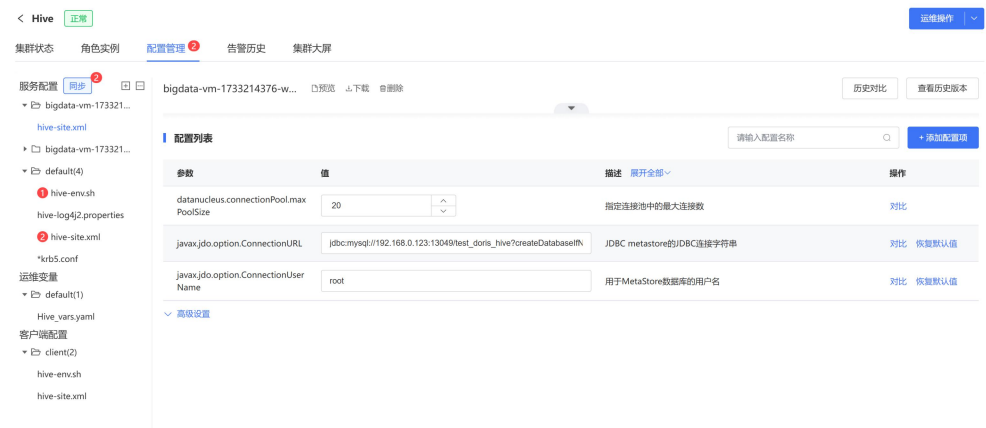 Hive 正常 运维操作
集群状态 角色实例 配置管理 2 告警历史 集群大屏
服务配置 同步 2
bigdata-vm-173321...
hive-site.xml
bigdata-vm-173321...
default(4)
1 hive-env.sh
hive-log4j2.properties
2 hive-site.xml
*krb5.conf
运维变量
default(1)
Hive_vars.yaml
客户端配置
client(2)
hive-env.sh
hive-site.xml
bigdata-vm-1733214376-w... 预览 下载 删除 历史对比 查看历史版本
配置列表 请输入配置名称 + 添加配置项
参数 值 描述 展开全部 操作
datanucleus.connectionPool.max
PoolSize
20 指定连接池中的最大连接数 对比
javax.jdo.option.ConnectionURL jdbc:mysql://192.168.0.123:13049/test_doris_hive?createDatabaseIfN JDBC metastore的JDBC连接字符串 对比 恢复默认值
javax.jdo.option.ConnectionUser
Name
root 用于MetaStore数据库的用户名 对比 恢复默认值
高级设置